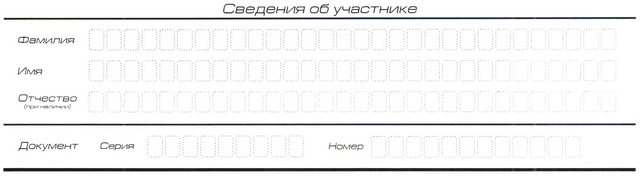 Сведения об участнике
Фамилия
Имя
Отчество
(при наличии)
Документ Серия Номер